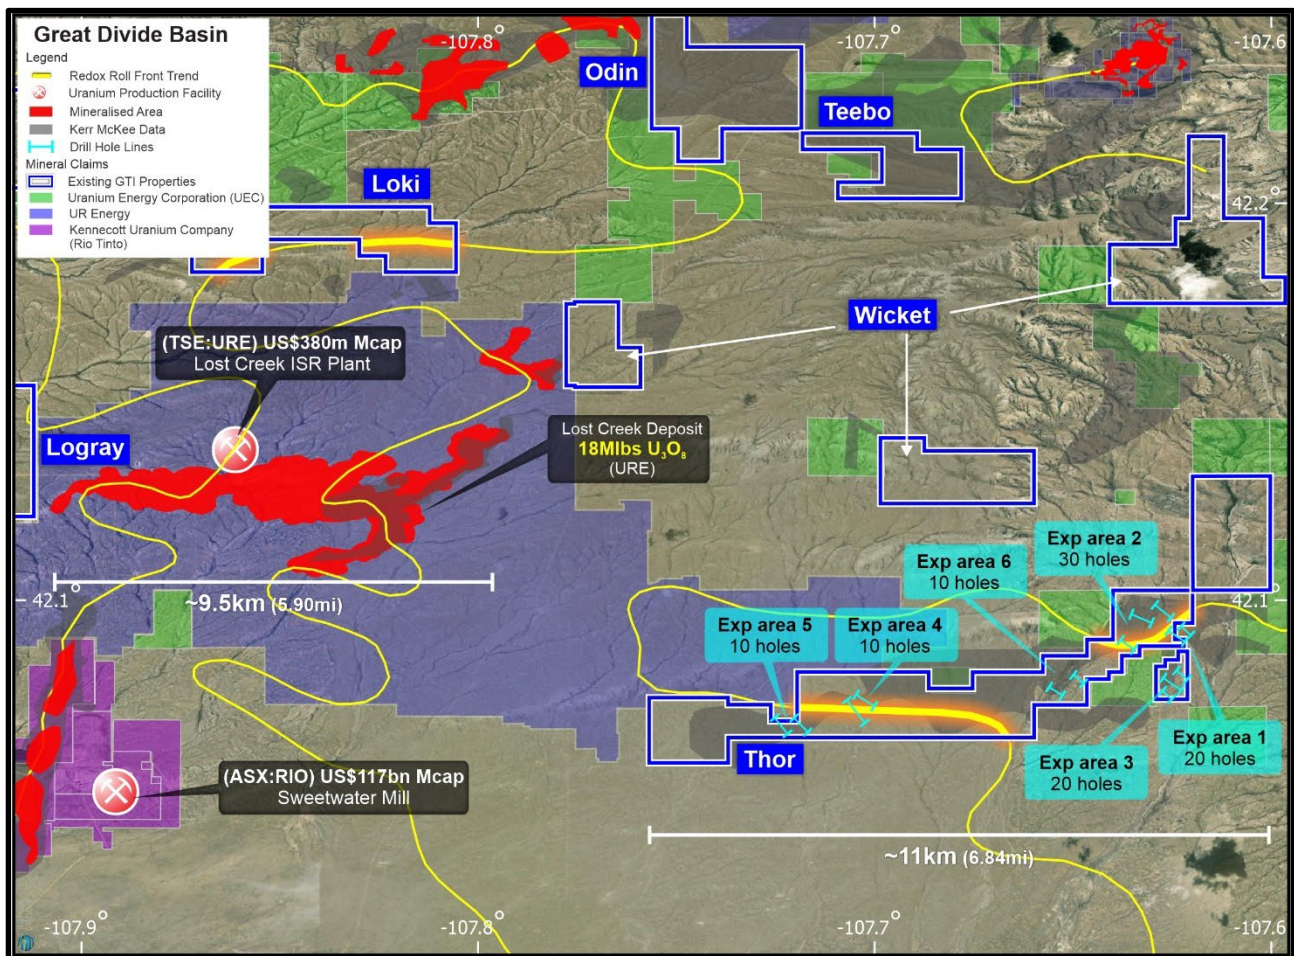 Great Divide Basin
Legend
Redox Roll Front Trend
Uranium Production Facility
Mineralised Area
Kerr McKee Data
Drill Hole Lines
Mineral Claims
Existing GTI Properties
Uranium Energy Corporation (UEC)
UR Energy
Kennecott Uranium Company
(Rio Tinto)
-107.8°
-107.7°
-107.6°
Odin
Teebo
Loki
42.2°
Wicket
(TSE:URE) US$380m Mcap
Lost Creek ISR Plant
Logray
Lost Creek Deposit
18Mlbs U₃O₈
(URE)
Exp area 2
30 holes
Exp area 6
10 holes
42.1°
~9.5km (5.90mi)
42.1°
Exp area 5
10 holes
Exp area 4
10 holes
Exp area 1
20 holes
Exp area 3
20 holes
Thor
(ASX:RIO) US$117bn Mcap
Sweetwater Mill
~11km (6.84mi)
-107.9°
-107.8°
-107.7°
-107.6°